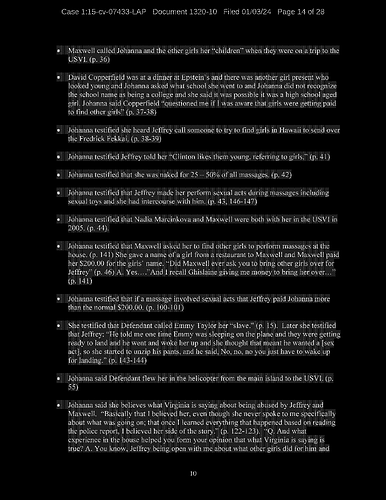 Case 1:15-cv-07433-LAP Document 1320-10 Filed 01/03/24 Page 14 of 28
• Maxwell called Johanna and the other girls her “children” when they were on a trip to the
USVI. (p. 36)
• David Copperfield was at a dinner at Epstein's and there was another girl present who
looked young and Johanna asked what school she went to and Johanna did not recognize
the school name as being a college and she said it was possible it was a high school aged
girl. Johanna said Copperfield “questioned me if I was aware that girls were getting paid
to find other girls” (p. 37-38)
• Johanna testified she heard Jeffrey call someone to try to find girls in Hawaii to send over
the Fredrick Fekkai. (p. 38-39)
• Johanna testified Jeffrey told her “Clinton likes them young, referring to girls.” (p. 41)
• Johanna testified that she was naked for 25 – 50% of all massages. (p. 42)
• Johanna testified that Jeffrey made her perform sexual acts during massages including
sexual toys and she had intercourse with him. (p. 43, 146-147)
• Johanna testified that Nadia Marcinkova and Maxwell were both with her in the USVI in
2005. (p. 44).
• Johanna testified that Maxwell asked her to find other girls to perform massages at the
house. (p. 141) She gave a name of a girl from a restaurant to Maxwell and Maxwell paid
her $200.00 for the girls' name. “Did Maxwell ever ask you to bring other girls over for
Jeffrey” (p. 46) A. Yes….”And I recall Ghislaine giving me money to bring her over…?
(p. 141)
• Johanna testified that if a massage involved sexual acts that Jeffrey paid Johanna more
than the normal $200.00. (p. 100-101)
• She testified that Defendant called Emmy Taylor her “slave.” (p. 15). Later she testified
that Jeffrey: “He told me one time Emmy was sleeping on the plane and they were getting
ready to land and he went and woke her up and she thought that meant he wanted a [sex
act], so she started to unzip his pants, and he said, No, no, no you just have to wake up
for landing.” (p. 143-144)
• Johanna said Defendant flew her in the helicopter from the main island to the USVI. (p.
55)
• Johanna said she believes what Virginia is saying about being abused by Jeffrey and
Maxwell. “Basically that I believed her, even though she never spoke to me specifically
about what was going on; that once I learned everything that happened based on reading
the police report, I believed her side of the story.” (p. 122-123). “Q. And what
experience in the house helped you form your opinion that what Virginia is saying is
true? A. You know, Jeffrey being open with me about what other girls did for him and
10